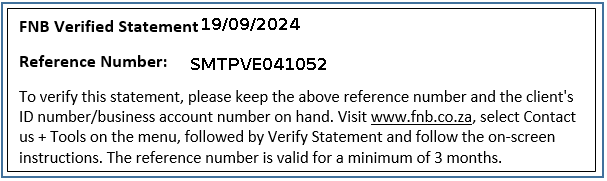 FNB Verified Statement 19/09/2024
Reference Number: SMTPVE041052
To verify this statement, please keep the above reference number and the client's
ID number/business account number on hand. Visit www.fnb.co.za, select Contact
us + Tools on the menu, followed by Verify Statement and follow the on-screen
instructions. The reference number is valid for a minimum of 3 months.